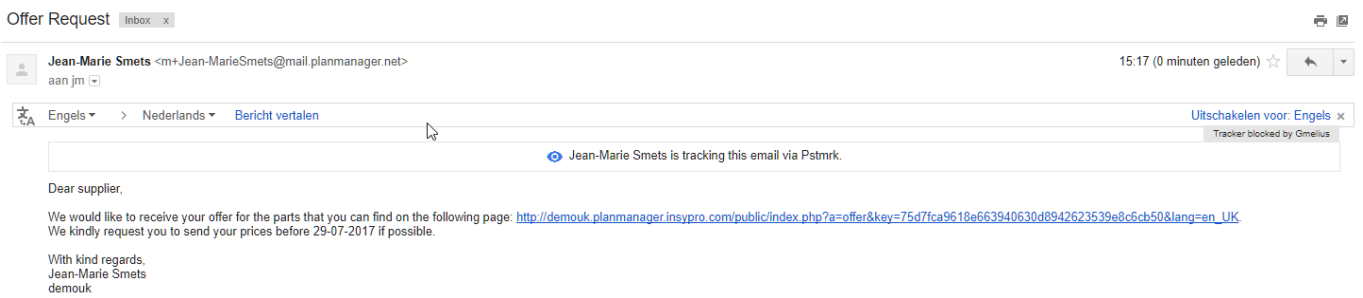 Offer Request Inbox x
Jean-Marie Smets <m+Jean-MarieSmets@mail.planmanager.net> 15:17 (0 minuten geleden)
aan jm
Engels > Nederlands Bericht vertalen Uitschakelen voor: Engels x
Tracker blocked by Gmelius
Jean-Marie Smets is tracking this email via Pstmrk.
Dear supplier,
We would like to receive your offer for the parts that you can find on the following page: http://demouk.planmanager.insypro.com/public/index.php?a=offer&key=75d7fca9618e663940630d8942623539e8c6cb50&lang=en_UK.
We kindly request you to send your prices before 29-07-2017 if possible.
With kind regards,
Jean-Marie Smets
demouk